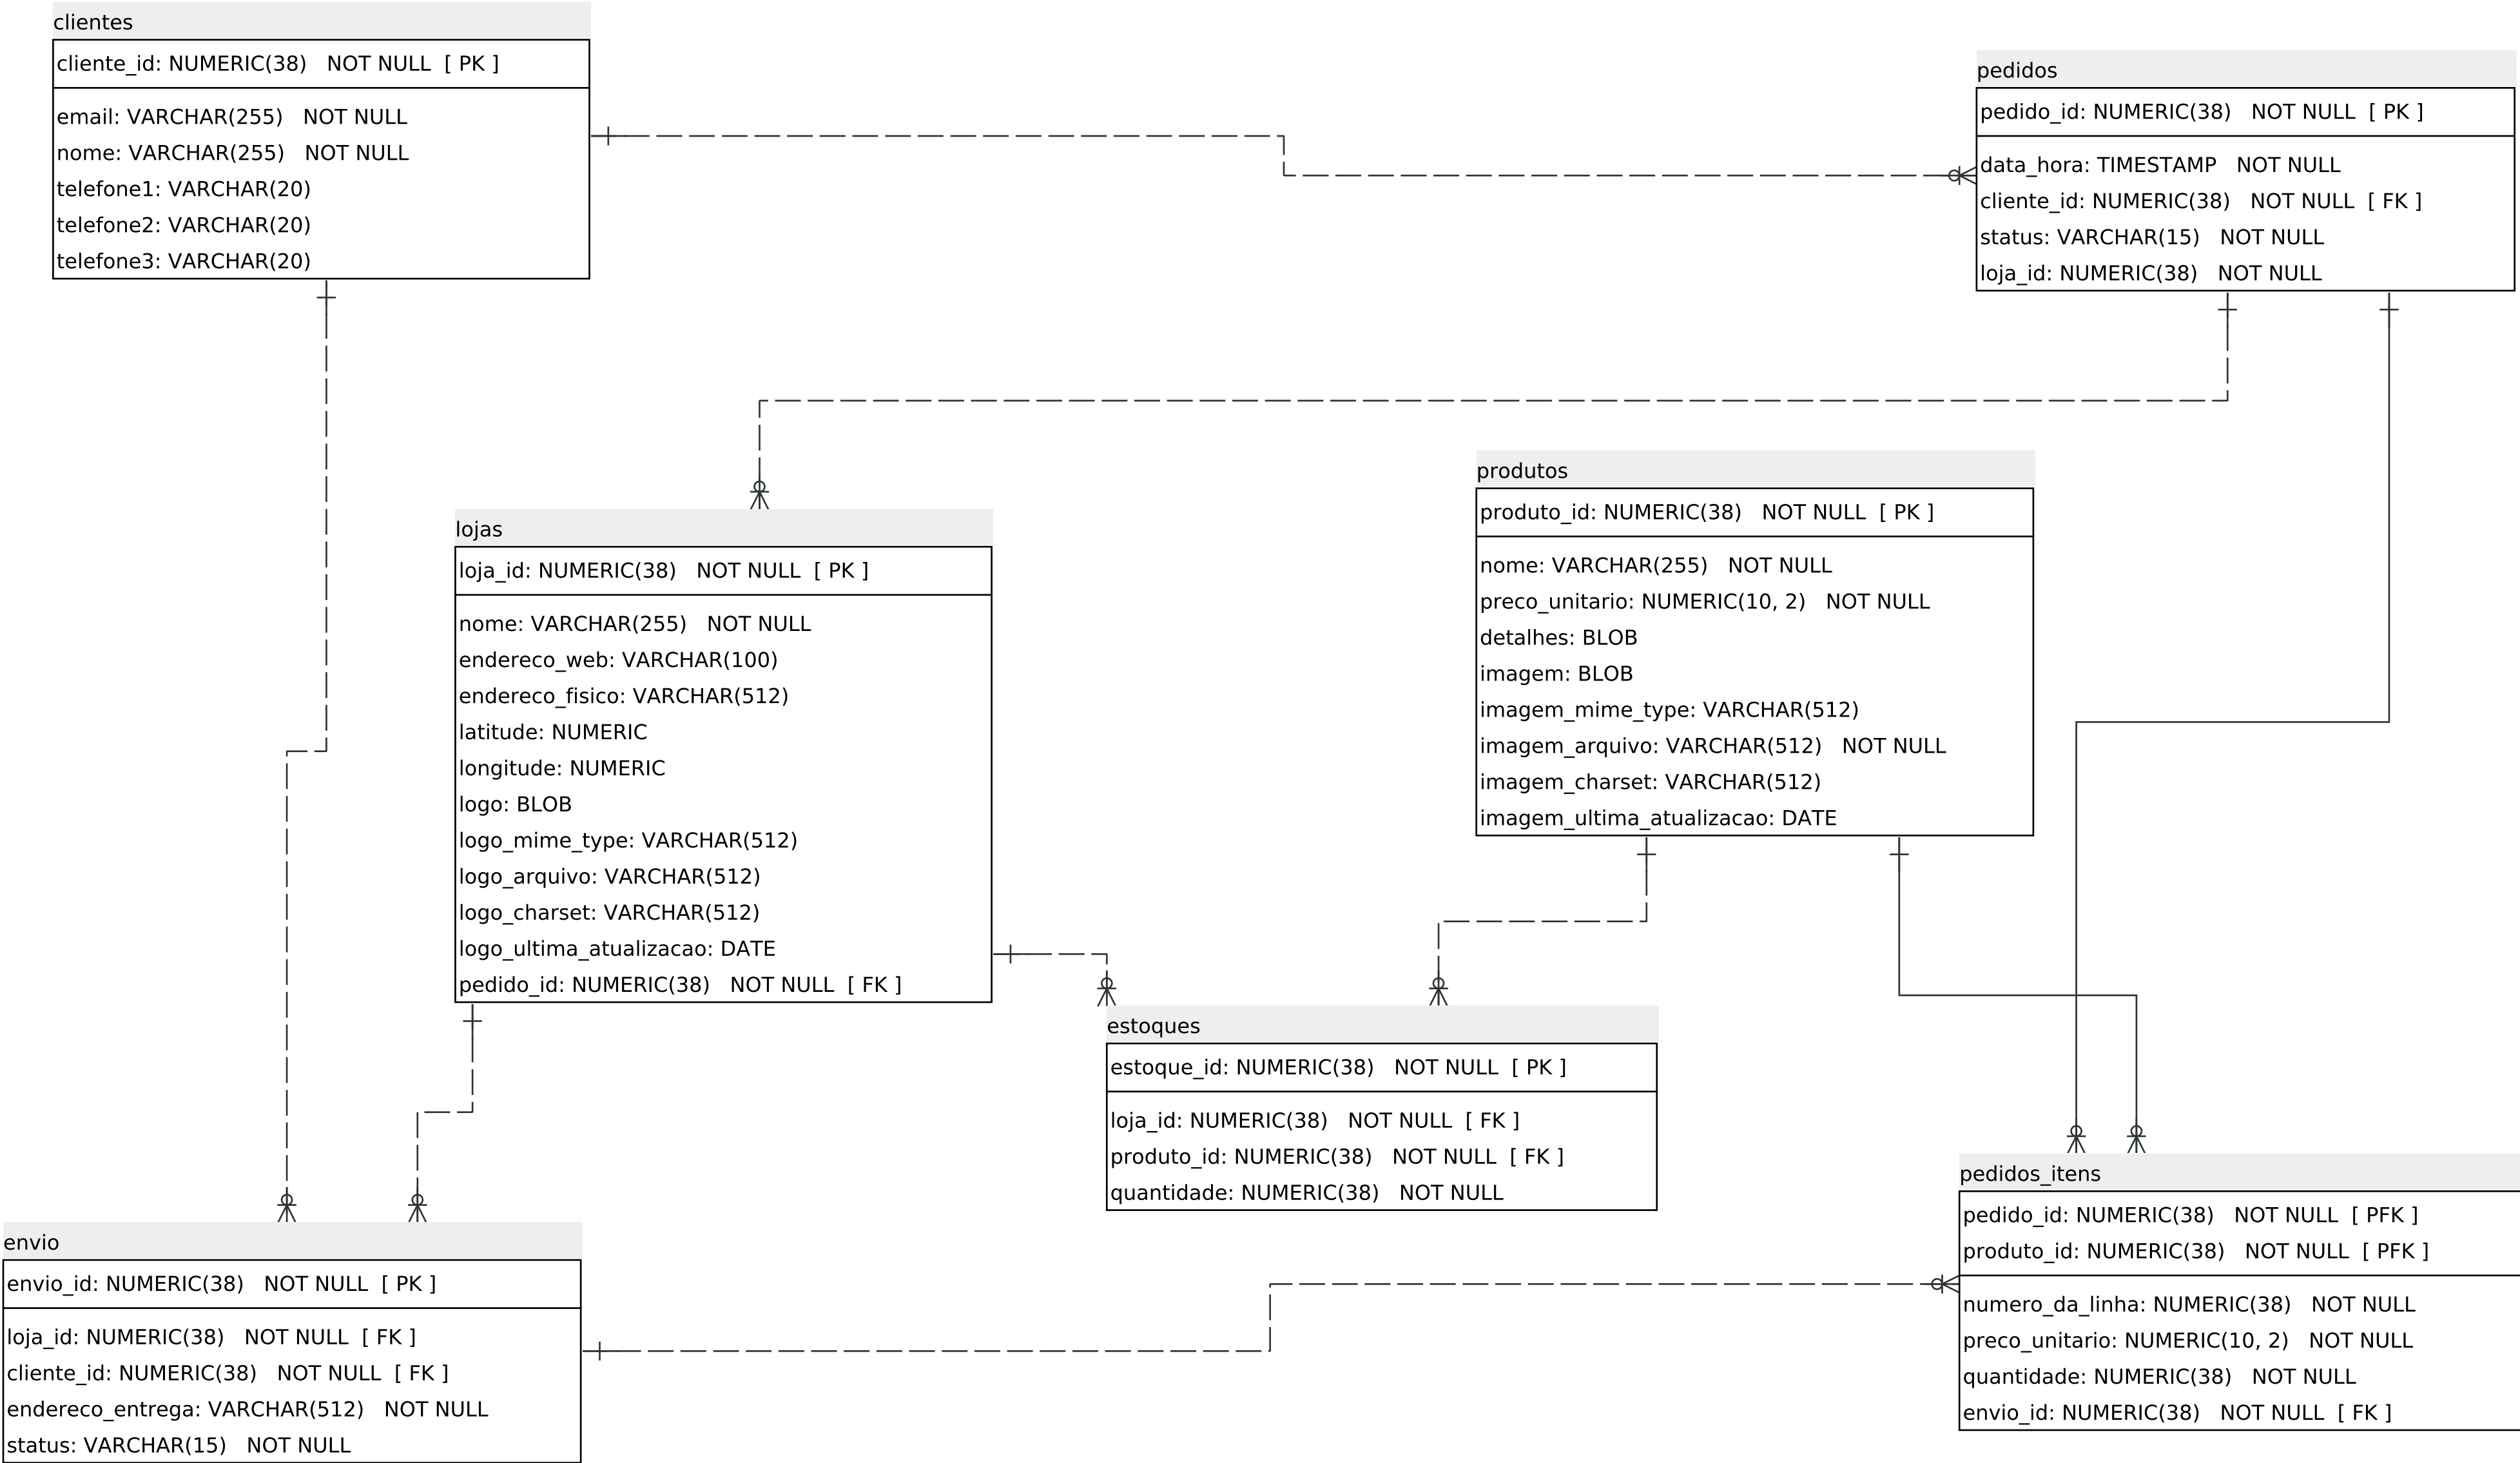 clientes
cliente_id: NUMERIC(38) NOT NULL [ PK ]
email: VARCHAR(255) NOT NULL
nome: VARCHAR(255) NOT NULL
telefone1: VARCHAR(20)
telefone2: VARCHAR(20)
telefone3: VARCHAR(20)
pedidos
pedido_id: NUMERIC(38) NOT NULL [ PK ]
data_hora: TIMESTAMP NOT NULL
cliente_id: NUMERIC(38) NOT NULL [ FK ]
status: VARCHAR(15) NOT NULL
loja_id: NUMERIC(38) NOT NULL
lojas
loja_id: NUMERIC(38) NOT NULL [ PK ]
nome: VARCHAR(255) NOT NULL
endereco_web: VARCHAR(100)
endereco_fisico: VARCHAR(512)
latitude: NUMERIC
longitude: NUMERIC
logo: BLOB
logo_mime_type: VARCHAR(512)
logo_arquivo: VARCHAR(512)
logo_charset: VARCHAR(512)
logo_ultima_atualizacao: DATE
pedido_id: NUMERIC(38) NOT NULL [ FK ]
produtos
produto_id: NUMERIC(38) NOT NULL [ PK ]
nome: VARCHAR(255) NOT NULL
preco_unitario: NUMERIC(10, 2) NOT NULL
detalhes: BLOB
imagem: BLOB
imagem_mime_type: VARCHAR(512)
imagem_arquivo: VARCHAR(512) NOT NULL
imagem_charset: VARCHAR(512)
imagem_ultima_atualizacao: DATE
estoques
estoque_id: NUMERIC(38) NOT NULL [ PK ]
loja_id: NUMERIC(38) NOT NULL [ FK ]
produto_id: NUMERIC(38) NOT NULL [ FK ]
quantidade: NUMERIC(38) NOT NULL
envio
envio_id: NUMERIC(38) NOT NULL [ PK ]
loja_id: NUMERIC(38) NOT NULL [ FK ]
cliente_id: NUMERIC(38) NOT NULL [ FK ]
endereco_entrega: VARCHAR(512) NOT NULL
status: VARCHAR(15) NOT NULL
pedidos_itens
pedido_id: NUMERIC(38) NOT NULL [ PFK ]
produto_id: NUMERIC(38) NOT NULL [ PFK ]
numero_da_linha: NUMERIC(38) NOT NULL
preco_unitario: NUMERIC(10, 2) NOT NULL
quantidade: NUMERIC(38) NOT NULL
envio_id: NUMERIC(38) NOT NULL [ FK ]